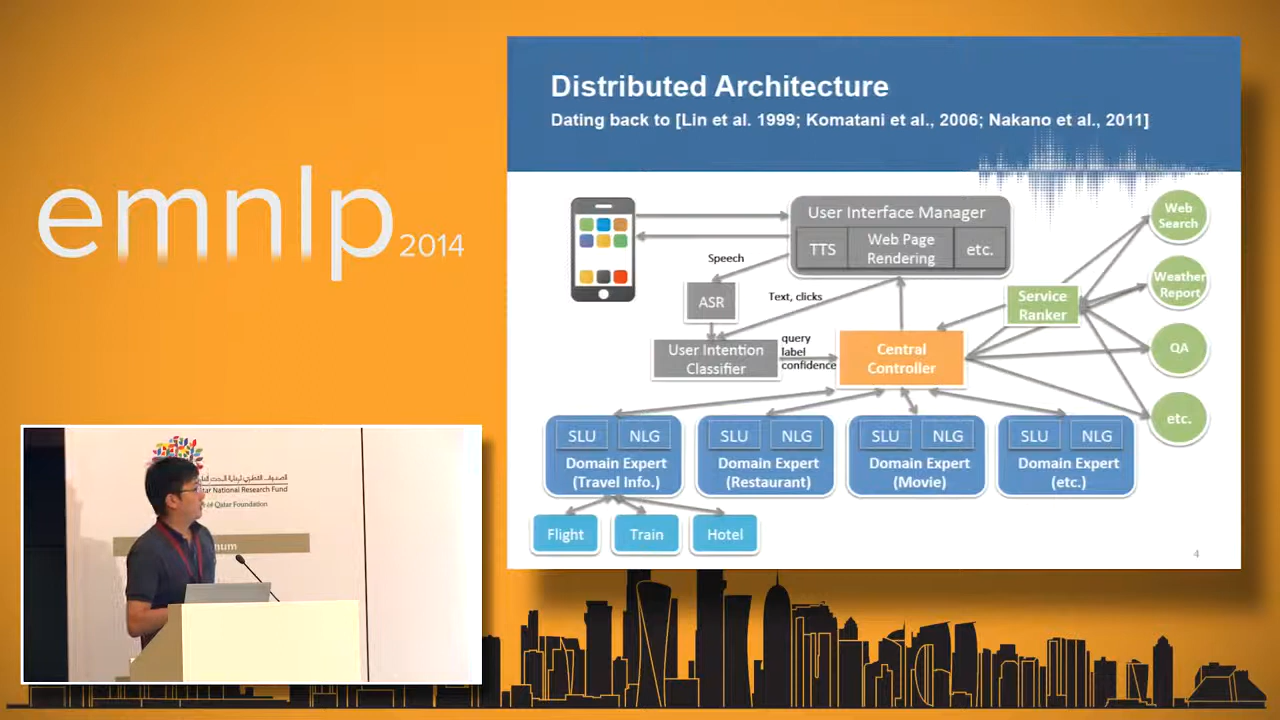 emnlp 2014
Distributed Architecture
Dating back to [Lin et al. 1999; Komatani et al., 2006; Nakano et al., 2011]
User Interface Manager
TTS
Web Page
Rendering
etc.
Speech
ASR
Text, clicks
User Intention
Classifier
query
label
confidence
Central
Controller
Service
Ranker
Web
Search
Weather
Report
QA
etc.
SLU
NLG
Domain Expert
(Travel Info.)
SLU
NLG
Domain Expert
(Restaurant)
SLU
NLG
Domain Expert
(Movie)
SLU
NLG
Domain Expert
(etc.)
Flight
Train
Hotel
4
National Research Fund
Qatar Foundation